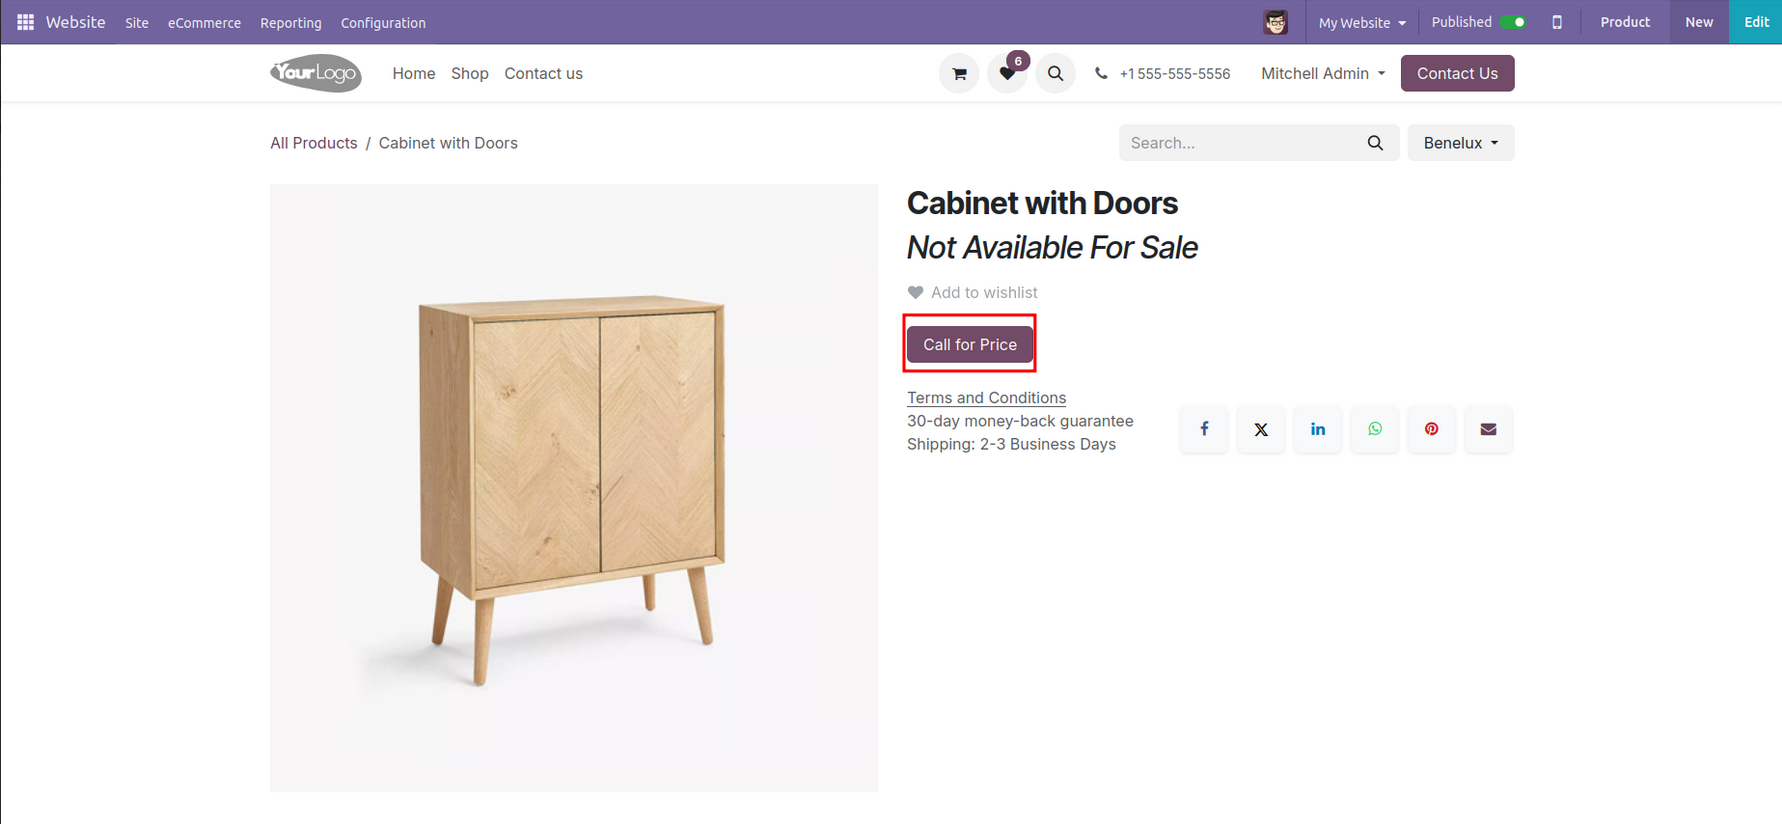 Website Site eCommerce Reporting Configuration My Website Published Product New Edit
YourLogo Home Shop Contact us 6 +1 555-555-5556 Mitchell Admin Contact Us
All Products / Cabinet with Doors Search... Benelux
Cabinet with Doors
Not Available For Sale
Add to wishlist
Call for Price
Terms and Conditions
30-day money-back guarantee
Shipping: 2-3 Business Days